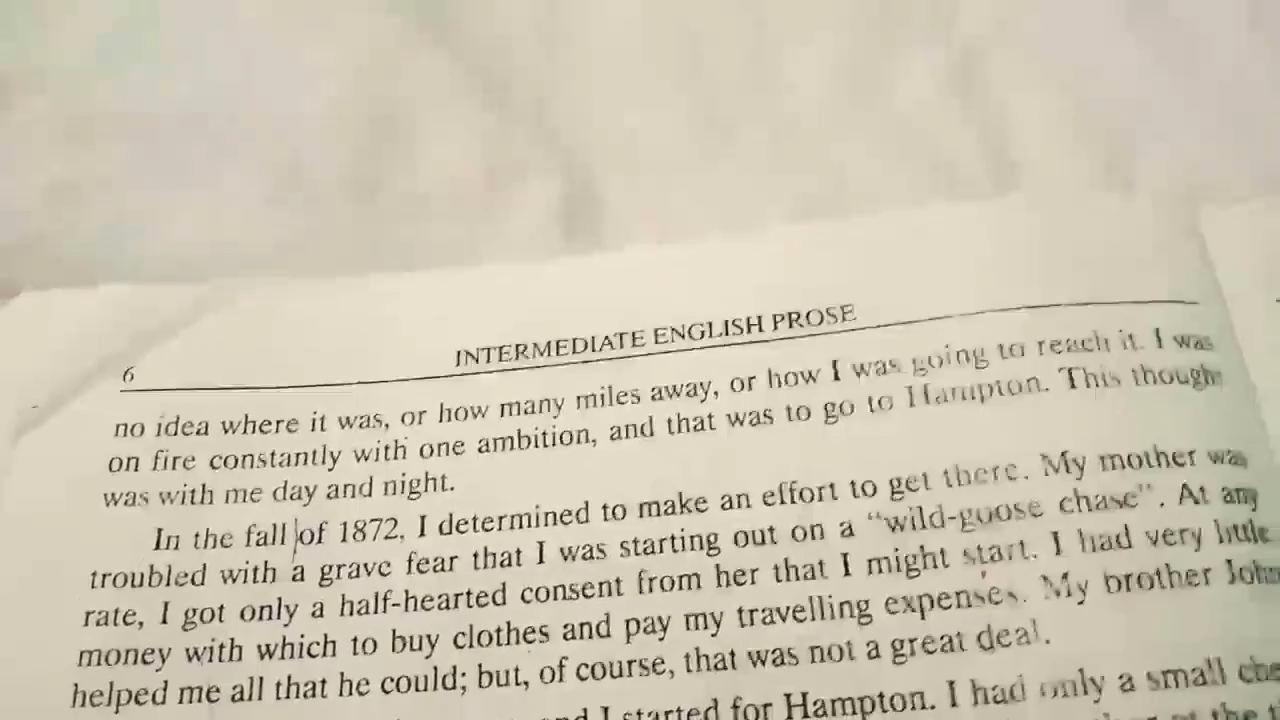 6
INTERMEDIATE ENGLISH PROSE
no idea where it was, or how many miles away, or how I was going to reach it. I was
on fire constantly with one ambition, and that was to go to Hampton. This thought
was with me day and night.
In the fall of 1872, I determined to make an effort to get there. My mother was
troubled with a grave fear that I was starting out on a “wild-goose chase”. At any
rate, I got only a half-hearted consent from her that I might start. I had very little
money with which to buy clothes and pay my travelling expenses. My brother John
helped me all that he could; but, of course, that was not a great deal.
I started for Hampton. I had only a small